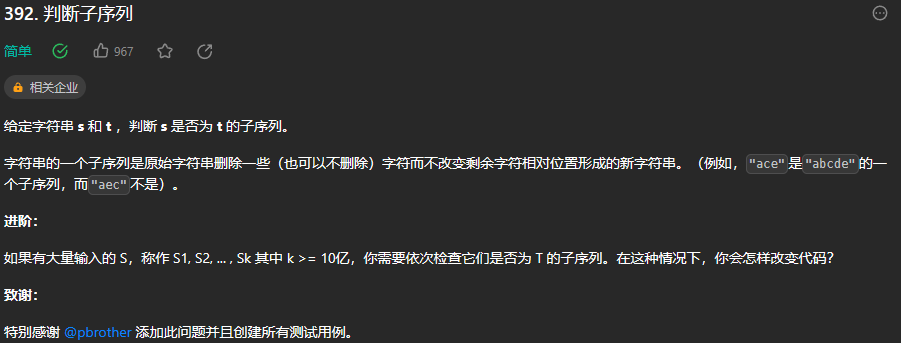 392. 判断子序列
简单 967
相关企业
给定字符串 s 和 t ，判断 s 是否为 t 的子序列。
字符串的一个子序列是原始字符串删除一些（也可以不删除）字符而不改变剩余字符相对位置形成的新字符串。（例如，"ace"是"abcde"的一
个子序列，而"aec"不是）。
进阶：
如果有大量输入的 S，称作 S1, S2, ... , Sk 其中 k >= 10亿，你需要依次检查它们是否为 T 的子序列。在这种情况下，你会怎样改变代码？
致谢：
特别感谢 @pbrother 添加此问题并且创建所有测试用例。